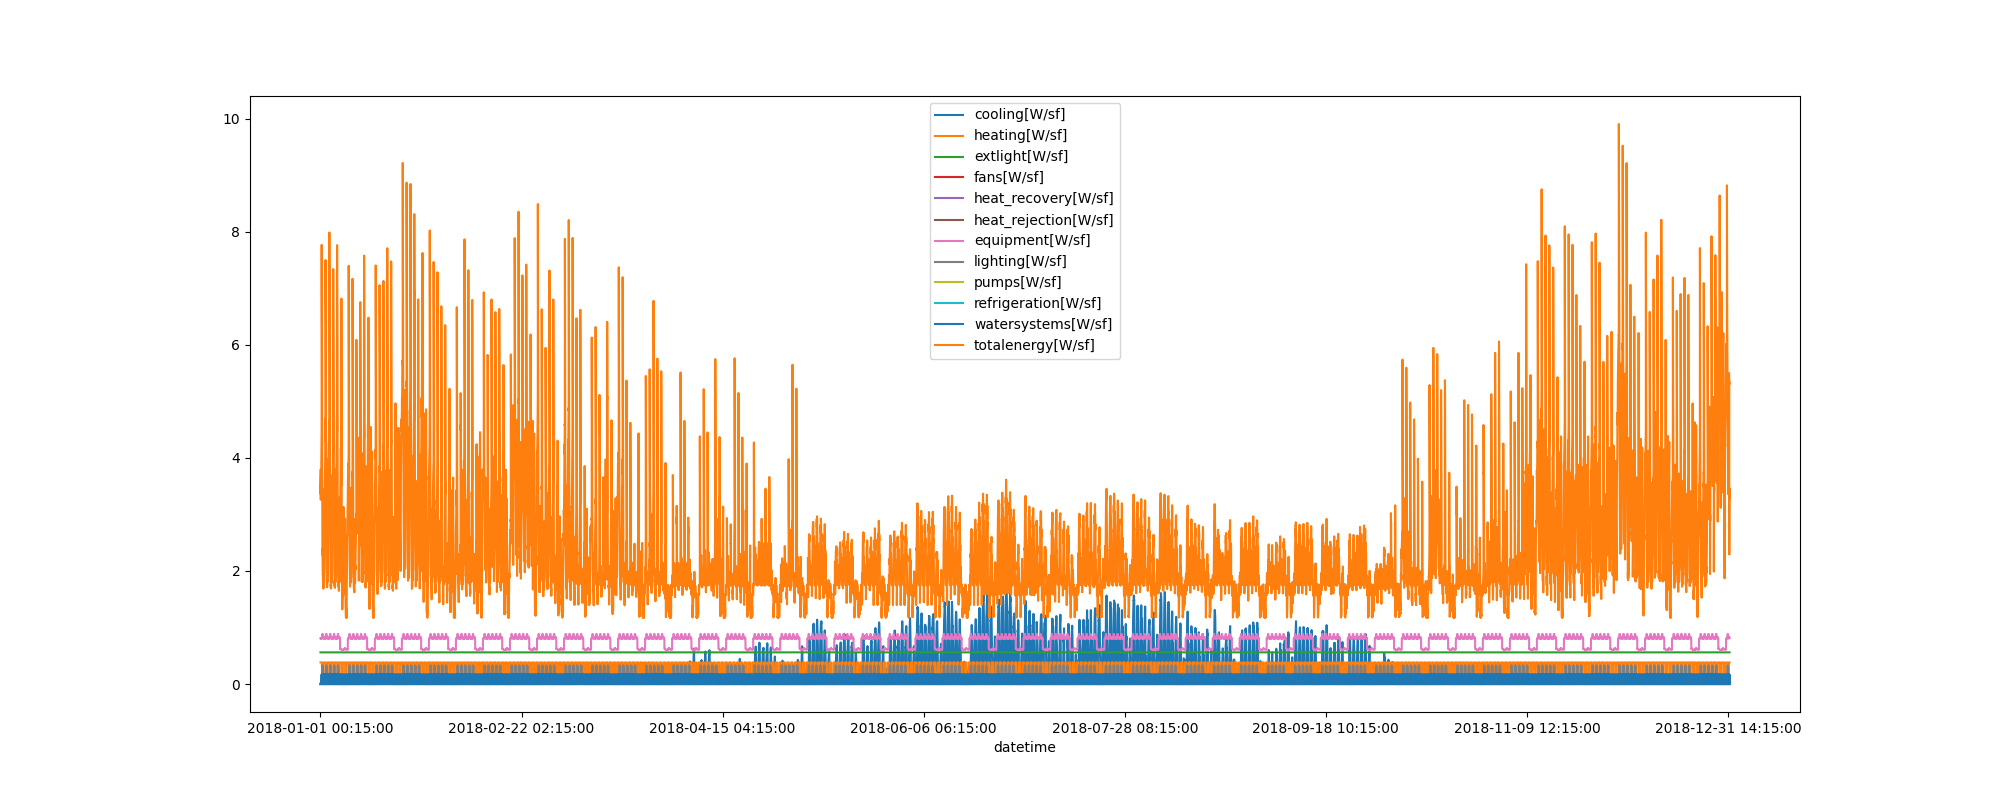 10
8
6
4
2
0
cooling[W/sf]
heating[W/sf]
extlight[W/sf]
fans[W/sf]
heat_recovery[W/sf]
heat_rejection[W/sf]
equipment[W/sf]
lighting[W/sf]
pumps[W/sf]
refrigeration[W/sf]
watersystems[W/sf]
totalenergy[W/sf]
2018-01-01 00:15:00 2018-02-22 02:15:00 2018-04-15 04:15:00 2018-06-06 06:15:00 2018-07-28 08:15:00 2018-09-18 10:15:00 2018-11-09 12:15:00 2018-12-31 14:15:00
datetime